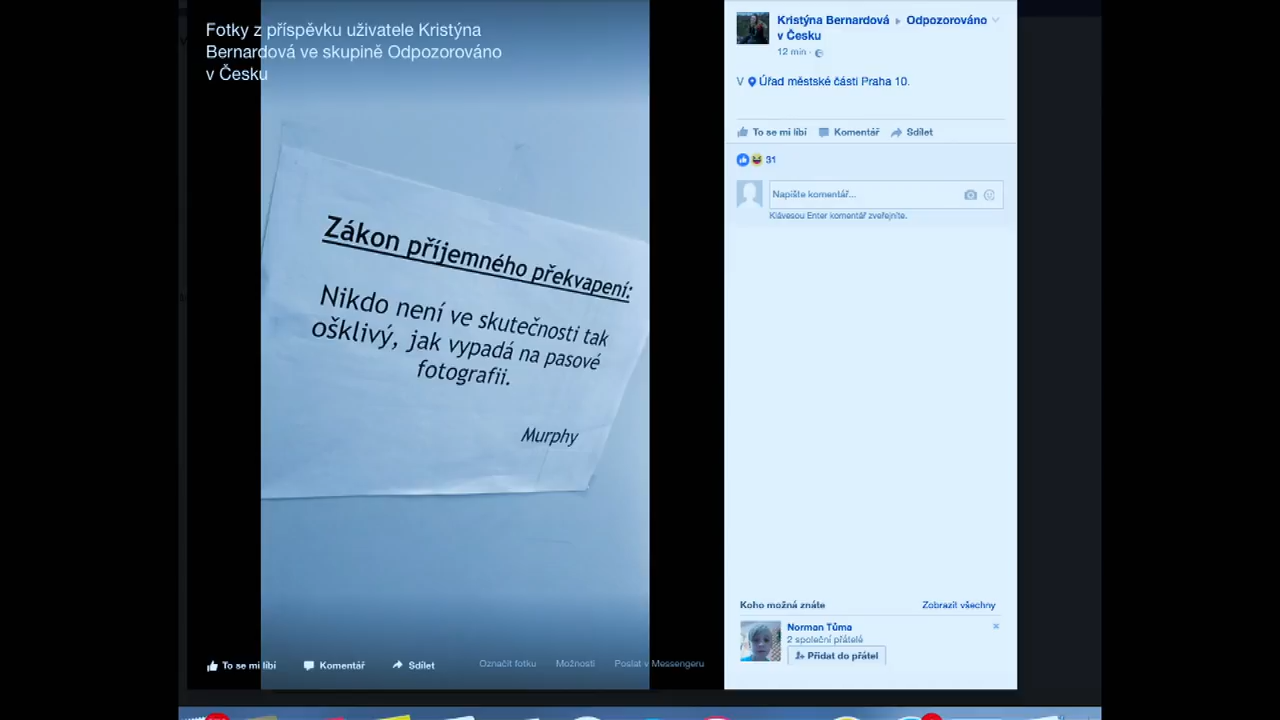 Fotky z příspěvku uživatele Kristýna
Bernardová ve skupině Odpozorováno
v Česku
Zákon příjemného překvapení:
Nikdo není ve skutečnosti tak
ošklivý, jak vypadá na pasové
fotografii.
Murphy
To se mi líbí Komentář Sdílet Označit fotku Možnosti Poslat v Messengeru
Kristýna Bernardová Odpozorováno
v Česku
12 min ·
V Úřad městské části Praha 10.
To se mi líbí Komentář Sdílet
31
Napište komentář...
Klávesou Enter komentář zveřejníte.
Koho možná znáte Zobrazit všechny
Norman Tůma
2 společní přátelé
Přidat do přátel